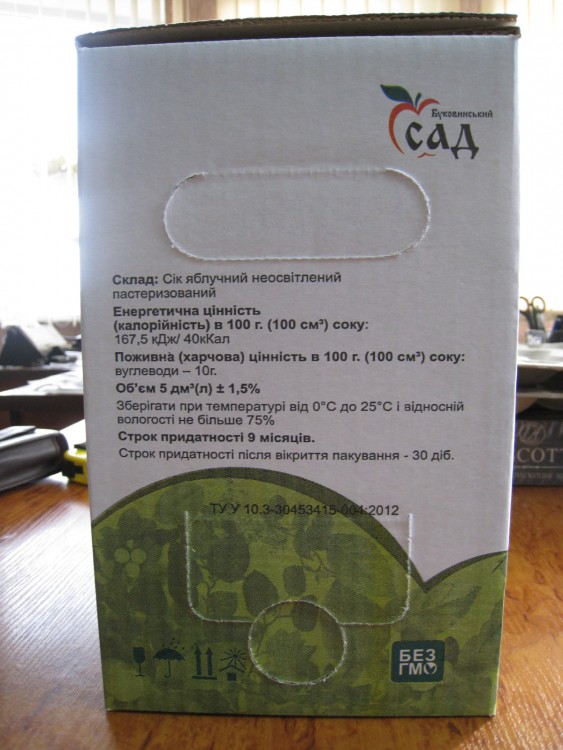 Буковинський
сад
Склад: Сік яблучний неосвітлений
пастеризований
Енергетична цінність
(калорійність) в 100 г. (100 см³) соку:
167,5 кДж/ 40кКал
Поживна (харчова) цінність в 100 г. (100 см³) соку:
вуглеводи – 10г.
Об'єм 5 дм³(л) ± 1,5%
Зберігати при температурі від 0°C до 25°C і відносній
вологості не більше 75%
Строк придатності 9 місяців.
Строк придатності після вікриття пакування - 30 діб.
ТУ У 10.3-30453415-004:2012
БЕЗ
ГМО